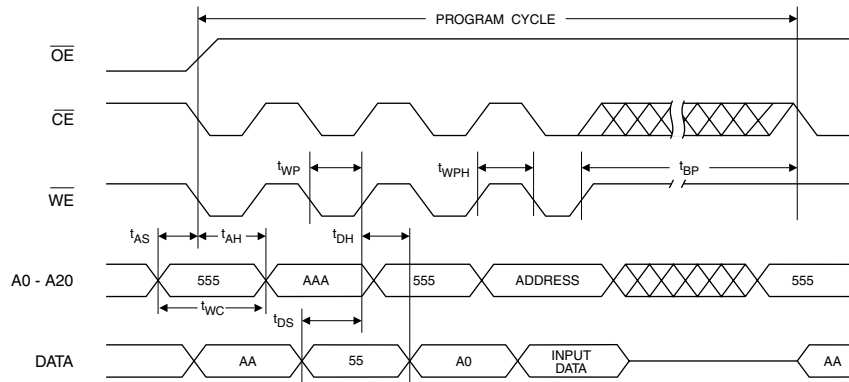 PROGRAM CYCLE
OE
CE
tWP
tWPH
tBP
WE
tAS
tAH
tDH
A0 - A20
555
AAA
555
ADDRESS
555
tWC
tDS
DATA
AA
55
A0
INPUT
DATA
AA